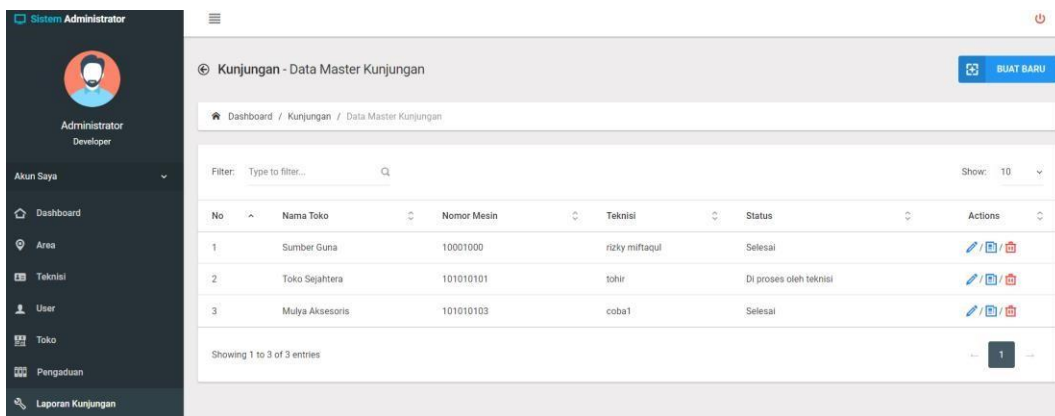 Sistem Administrator
Administrator
Developer
Akun Saya
Dashboard
Area
Teknisi
User
Toko
Pengaduan
Laporan Kunjungan
Kunjungan - Data Master Kunjungan
BUAT BARU
Dashboard / Kunjungan / Data Master Kunjungan
Filter: Type to filter...
Show: 10
No Nama Toko Nomor Mesin Teknisi Status Actions
1 Sumber Guna 10001000 rizky miftaqul Selesai / /
2 Toko Sejahtera 101010101 tohir Di proses oleh teknisi / /
3 Mulya Aksesoris 101010103 coba1 Selesai / /
Showing 1 to 3 of 3 entries
← 1 →